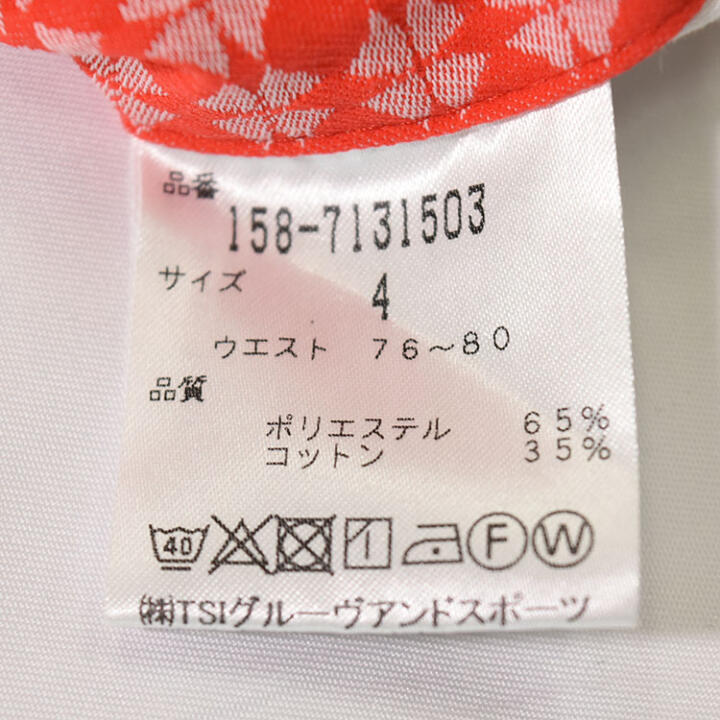 品番
158-7131503
サイズ
4
ウエスト 76～80
品質
ポリエステル 65%
コットン 35%
40 F W
㈱TSIグルーヴアンドスポーツ